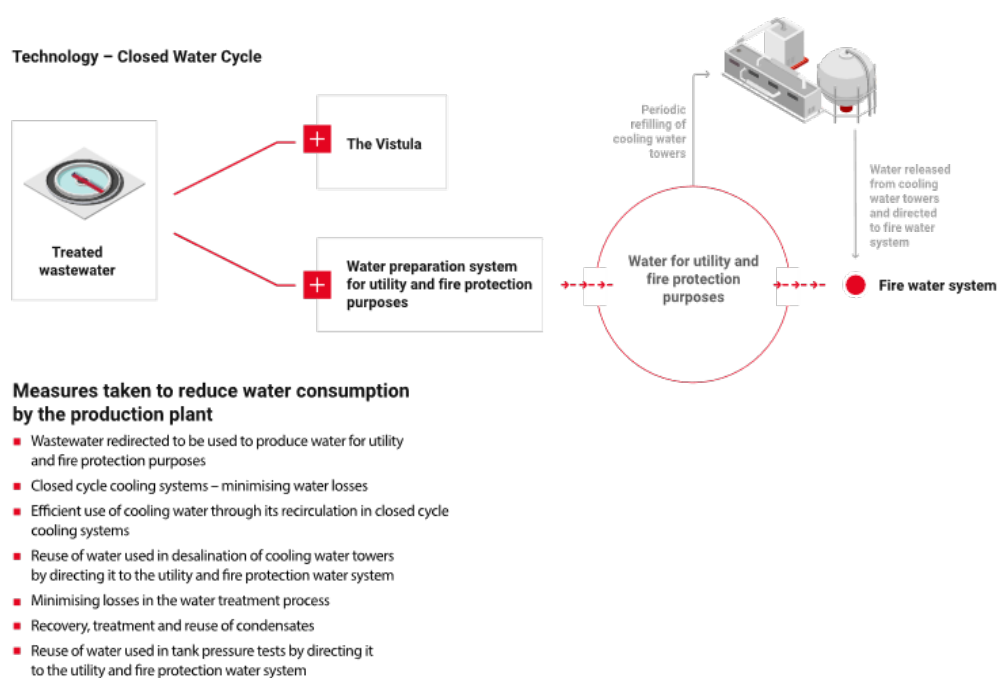 Technology – Closed Water Cycle
Treated
wastewater
The Vistula
Water preparation system
for utility and fire protection
purposes
Periodic
refilling of
cooling water
towers
Water for utility and
fire protection
purposes
Water released
from cooling
water towers
and directed
to fire water
system
Fire water system
Measures taken to reduce water consumption
by the production plant
Wastewater redirected to be used to produce water for utility
and fire protection purposes
Closed cycle cooling systems – minimising water losses
Efficient use of cooling water through its recirculation in closed cycle
cooling systems
Reuse of water used in desalination of cooling water towers
by directing it to the utility and fire protection water system
Minimising losses in the water treatment process
Recovery, treatment and reuse of condensates
Reuse of water used in tank pressure tests by directing it
to the utility and fire protection water system